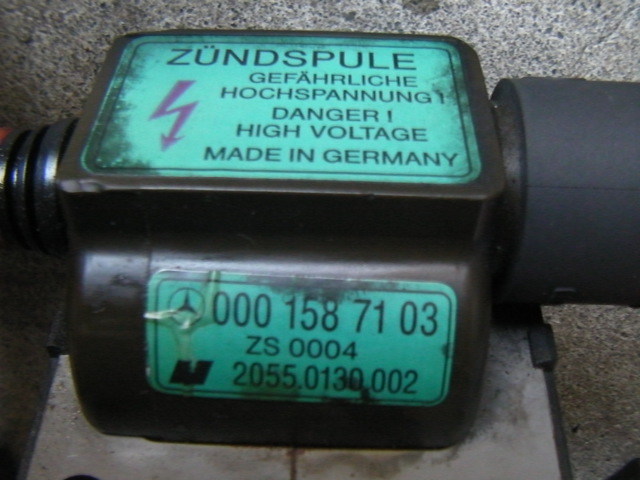 ZÜNDSPULE
GEFÄHRLICHE
HOCHSPANNUNG!
DANGER!
HIGH VOLTAGE
MADE IN GERMANY
000 158 71 03
ZS 0004
2055.0130.002